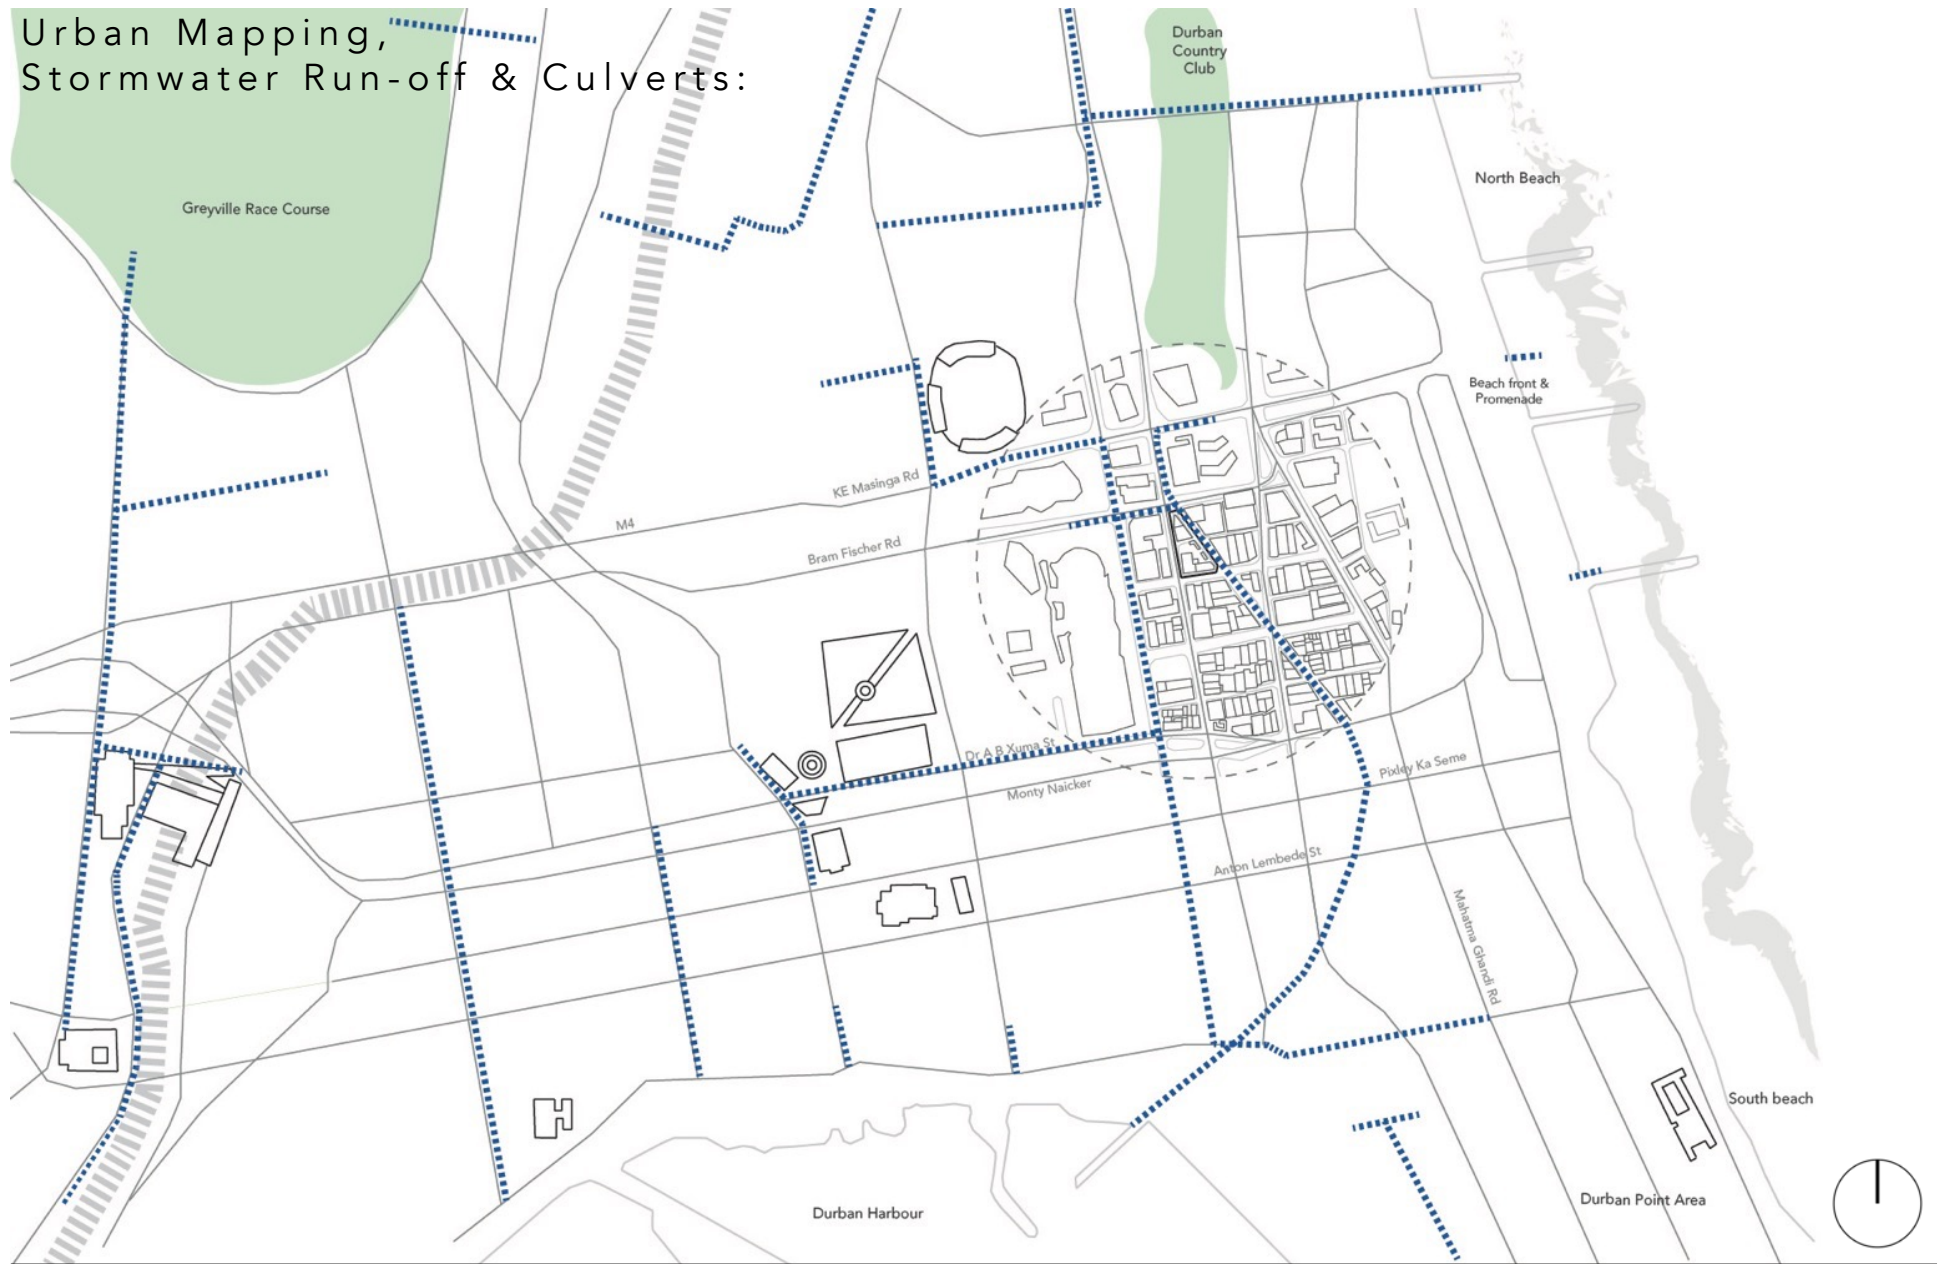 Urban Mapping,
Stormwater Run-off & Culverts:
Durban
Country
Club
North Beach
Greyville Race Course
Beach front &
Promenade
KE Masinga Rd
M4
Bram Fischer Rd
Dr A B Xuma St
Pixley Ka Seme
Monty Naicker
Anton Lembede St
Mahatma Ghandi Rd
South beach
Durban Point Area
Durban Harbour